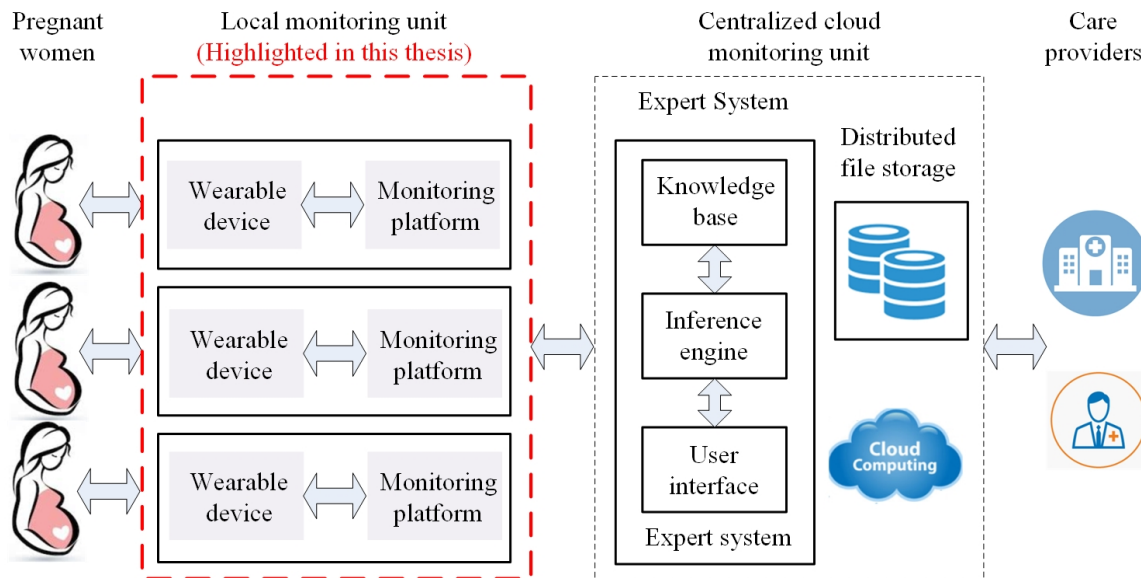 Pregnant
women
Local monitoring unit
(Highlighted in this thesis)
Centralized cloud
monitoring unit
Care
providers
Wearable
device
Monitoring
platform
Wearable
device
Monitoring
platform
Wearable
device
Monitoring
platform
Expert System
Knowledge
base
Inference
engine
User
interface
Expert system
Distributed
file storage
Cloud
Computing